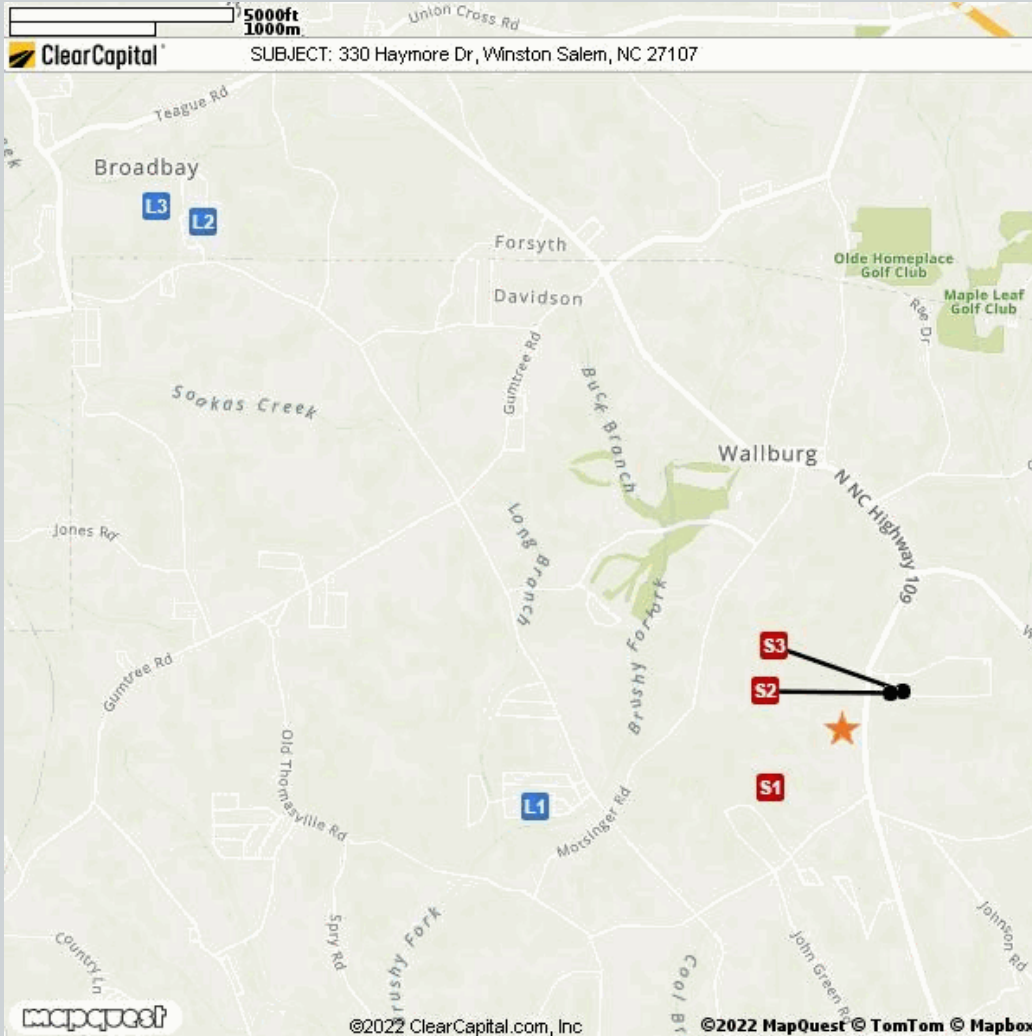 5000ft
1000m
Union Cross Rd
ClearCapital
SUBJECT: 330 Haymore Dr, Winston Salem, NC 27107
Teague Rd
Broadbay
L3
L2
Forsyth
Davidson
Olde Homeplace
Golf Club
Maple Leaf
Golf Club
Rae Dr
Gumtree Rd
Buck Branch
Sookas Creek
Wallburg
N NC Highway 109
Long Branch
Jones Rd
Brushy Forfork
S3
S2
Gumtree Rd
Old Thomasville Rd
S1
L1
Motsinger Rd
Spry Rd
Brushy Fork
Country Ln
John Green Rd
Johnson Rd
Cool Br
mapquest
©2022 ClearCapital.com, Inc
©2022 MapQuest © TomTom © Mapbox